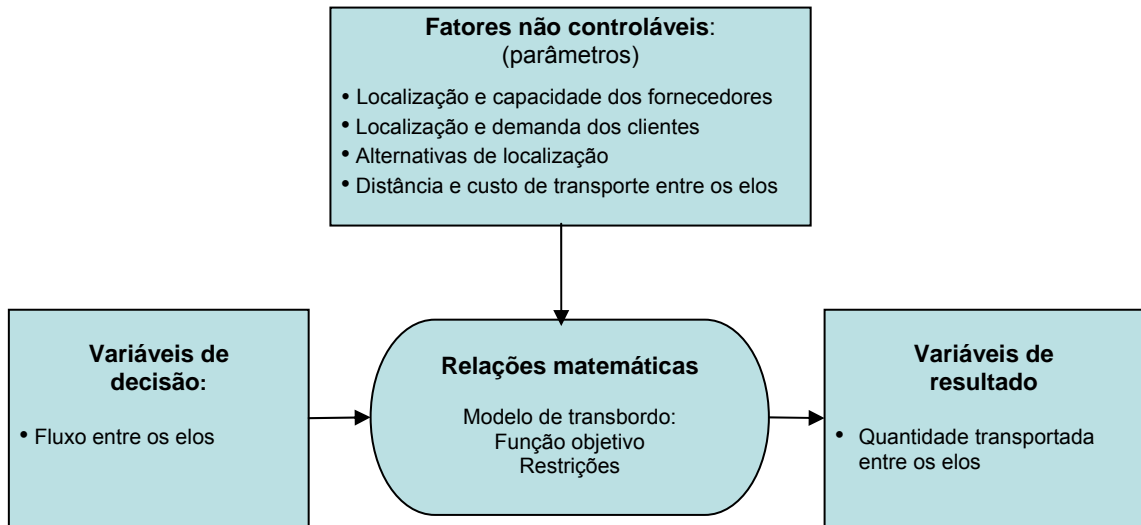 Fatores não controláveis:
(parâmetros)
• Localização e capacidade dos fornecedores
• Localização e demanda dos clientes
• Alternativas de localização
• Distância e custo de transporte entre os elos
Variáveis de
decisão:
• Fluxo entre os elos
Relações matemáticas
Modelo de transbordo:
Função objetivo
Restrições
Variáveis de
resultado
• Quantidade transportada
entre os elos